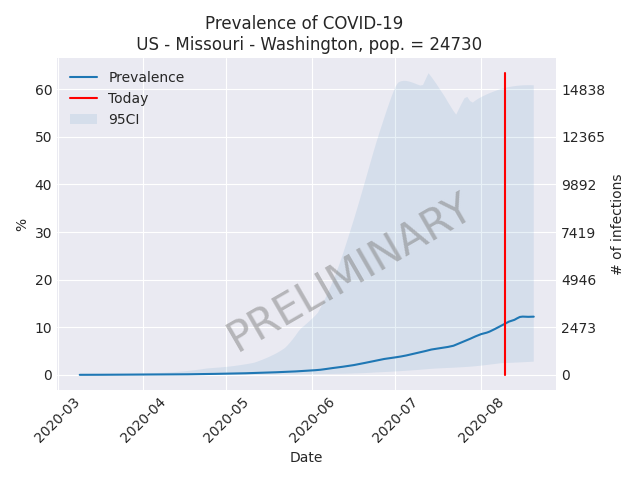 Prevalence of COVID-19
US - Missouri - Washington, pop. = 24730
Prevalence
Today
95CI
60
50
40
30
20
10
0
%
14838
12365
9892
7419
4946
2473
0
# of infections
PRELIMINARY
2020-03
2020-04
2020-05
2020-06
2020-07
2020-08
Date